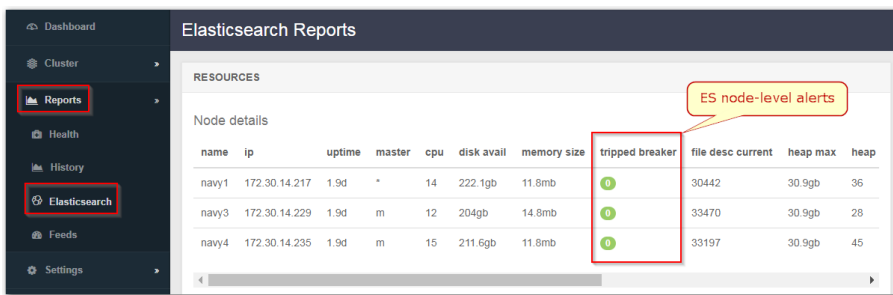 Dashboard
Cluster »
Reports »
Health
History
Elasticsearch
Feeds
Settings »
Elasticsearch Reports
RESOURCES
ES node-level alerts
Node details
name ip uptime master cpu disk avail memory size tripped breaker file desc current heap max heap
navy1 172.30.14.217 1.9d * 14 222.1gb 11.8mb 0 30442 30.9gb 36
navy3 172.30.14.229 1.9d m 12 204gb 14.8mb 0 33470 30.9gb 28
navy4 172.30.14.235 1.9d m 15 211.6gb 11.8mb 0 33197 30.9gb 45